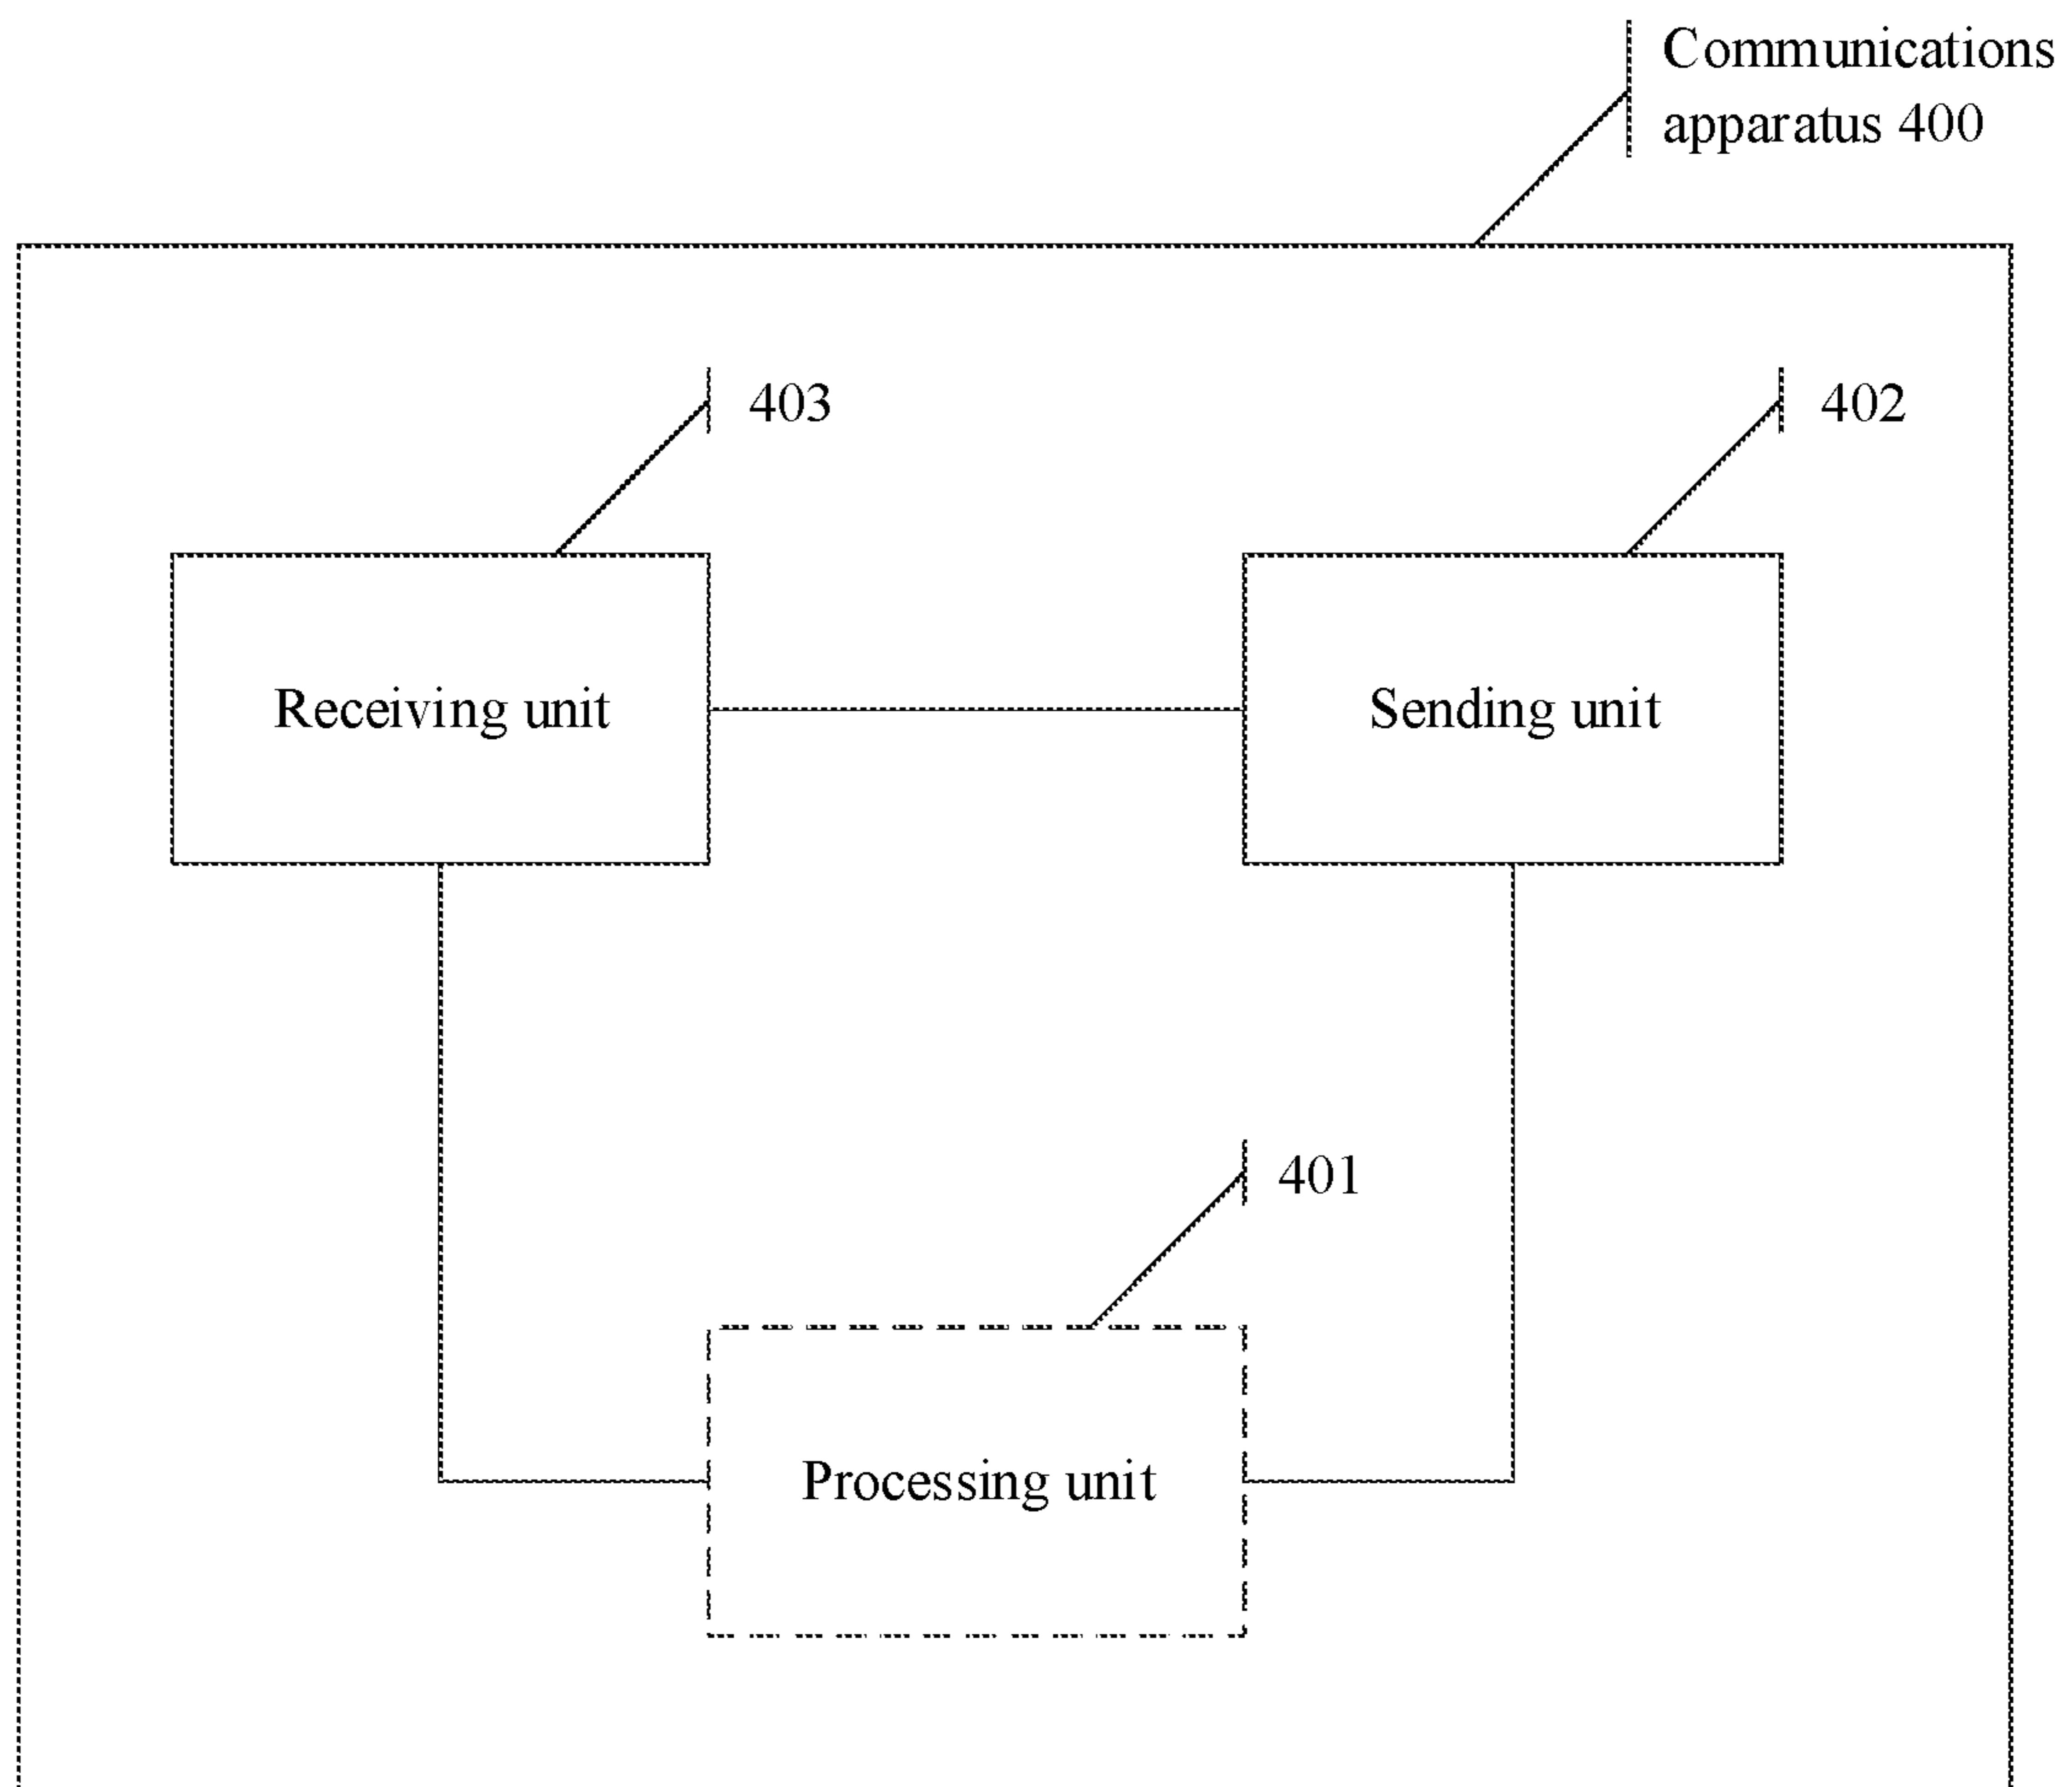 Communications
apparatus 400
403
402
Receiving unit
Sending unit
401
Processing unit